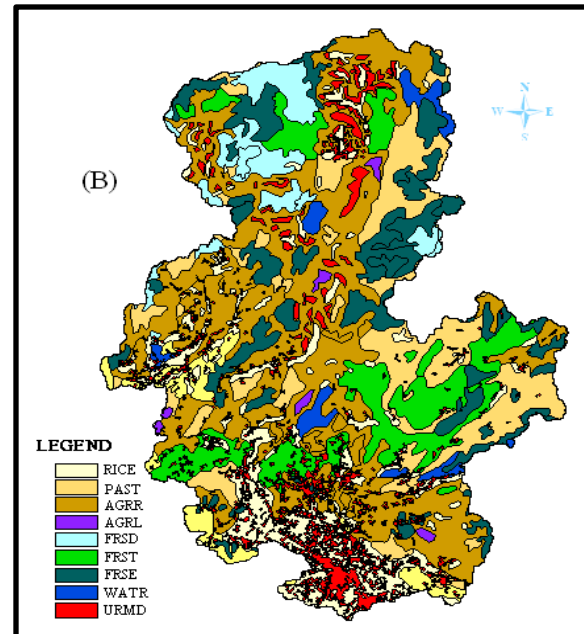 N
W E
S
(B)
LEGEND
RICE
PAST
AGRR
AGRL
FRSD
FRST
FRSE
WATR
URMD